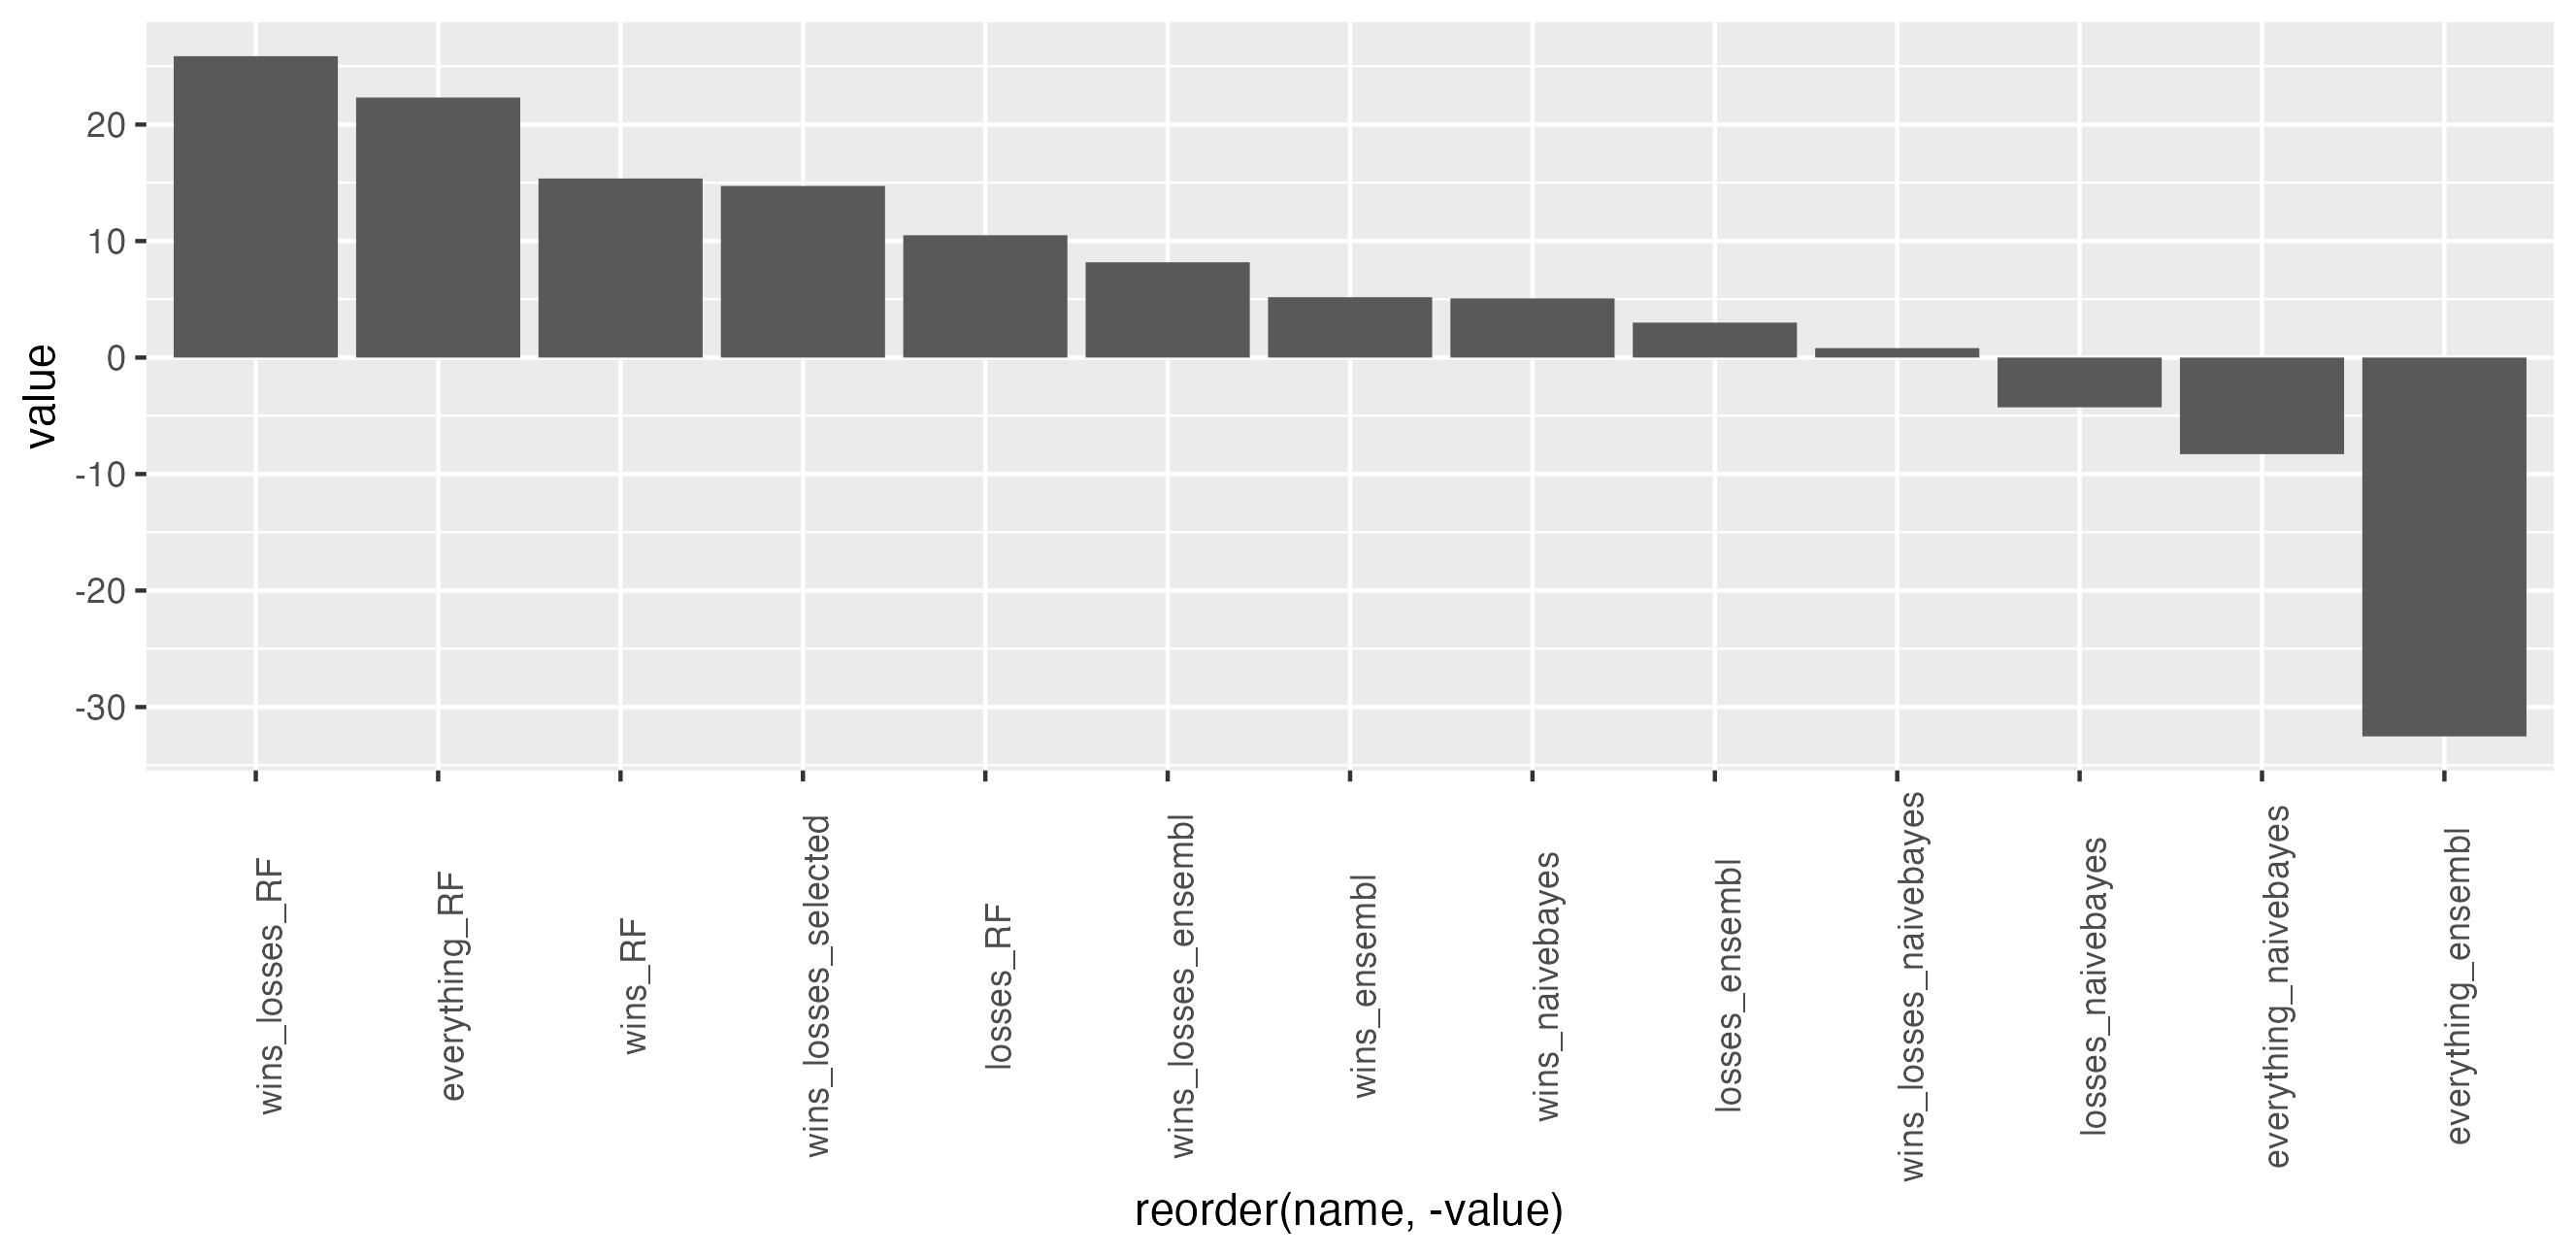 20
10
0
-10
-20
-30
value
wins_losses_RF
everything_RF
wins_RF
wins_losses_selected
losses_RF
wins_losses_ensembl
wins_ensembl
wins_naivebayes
losses_ensembl
wins_losses_naivebayes
losses_naivebayes
everything_naivebayes
everything_ensembl
reorder(name, -value)